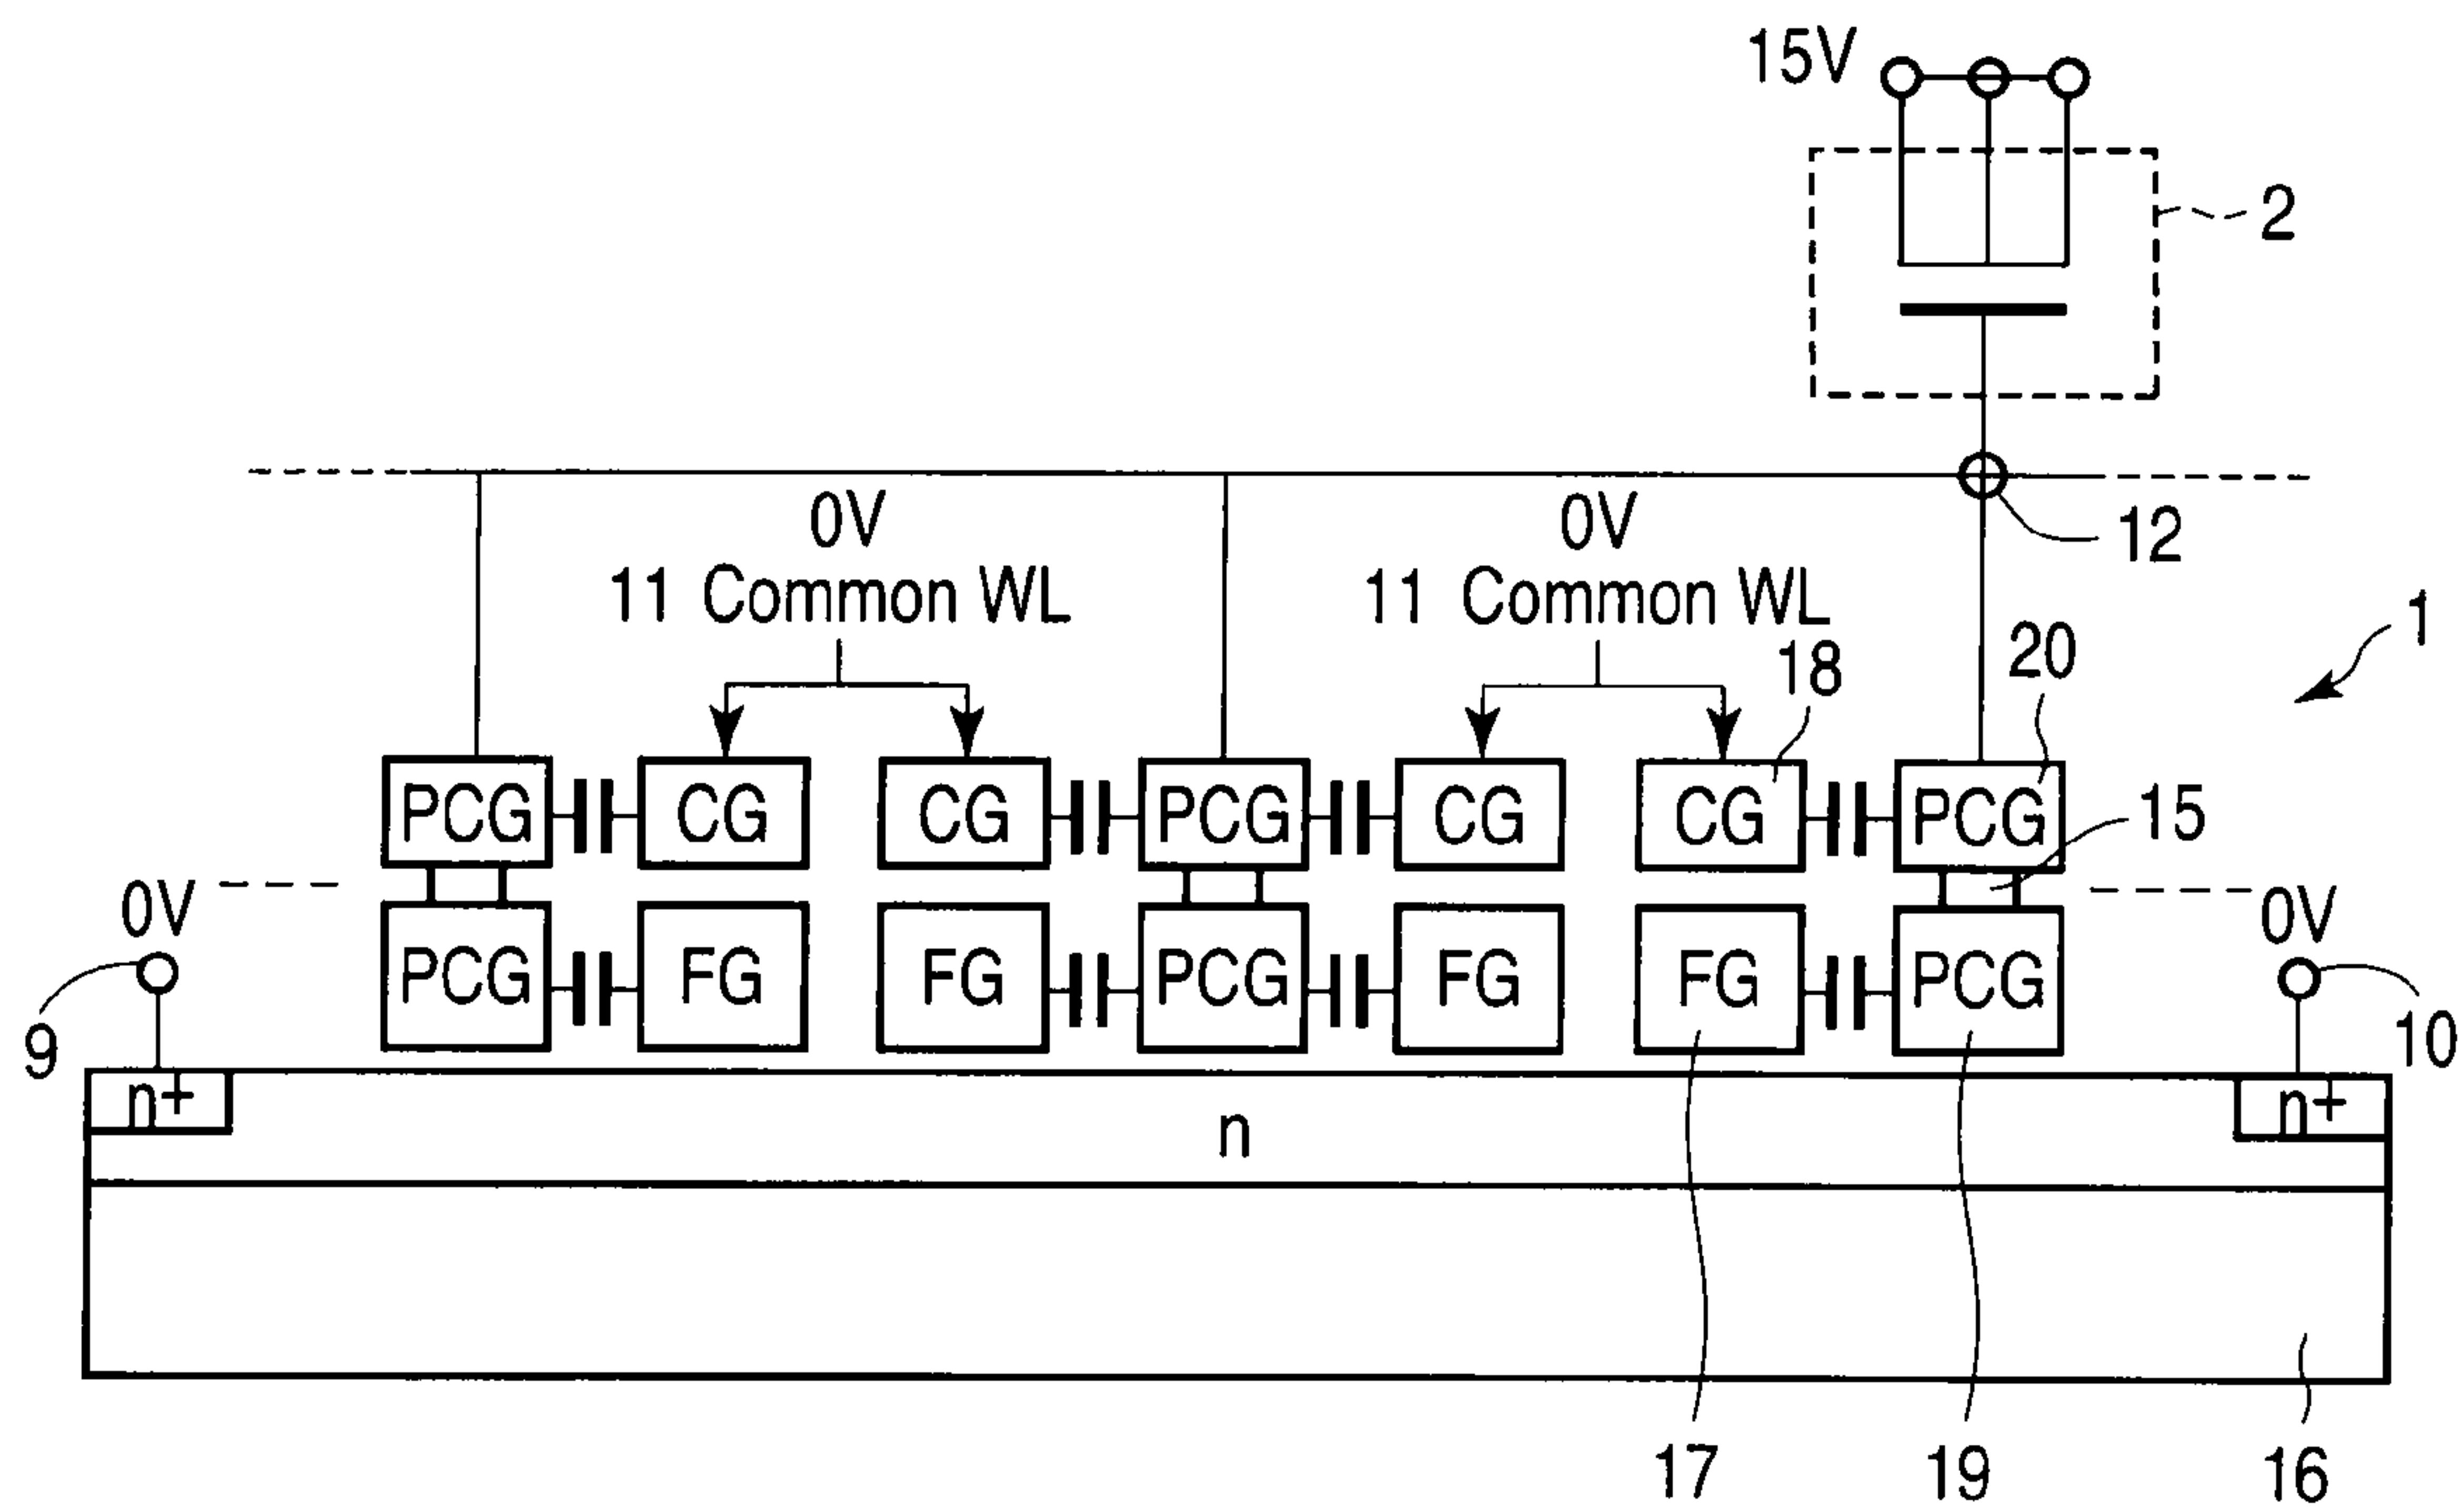 15V
2
12
0V 0V
11 Common WL 11 Common WL
1
18 20
PCG CG CG PCG CG CG PCG
15
0V 0V
PCG FG FG PCG FG FG PCG
9 10
n+ n n+
17 19 16